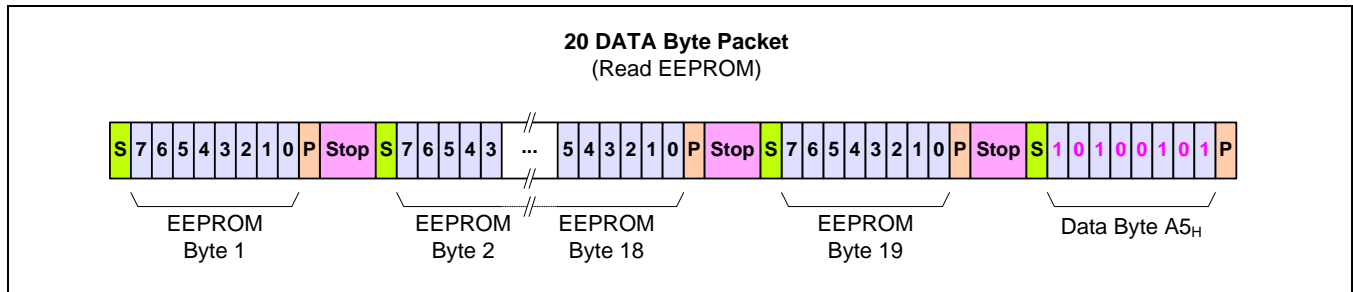 20 DATA Byte Packet
(Read EEPROM)
S 7 6 5 4 3 2 1 0 P Stop S 7 6 5 4 3 ... 5 4 3 2 1 0 P Stop S 7 6 5 4 3 2 1 0 P Stop S 1 0 1 0 0 1 0 1 P
EEPROM Byte 1
EEPROM Byte 2
EEPROM Byte 18
EEPROM Byte 19
Data Byte A5H